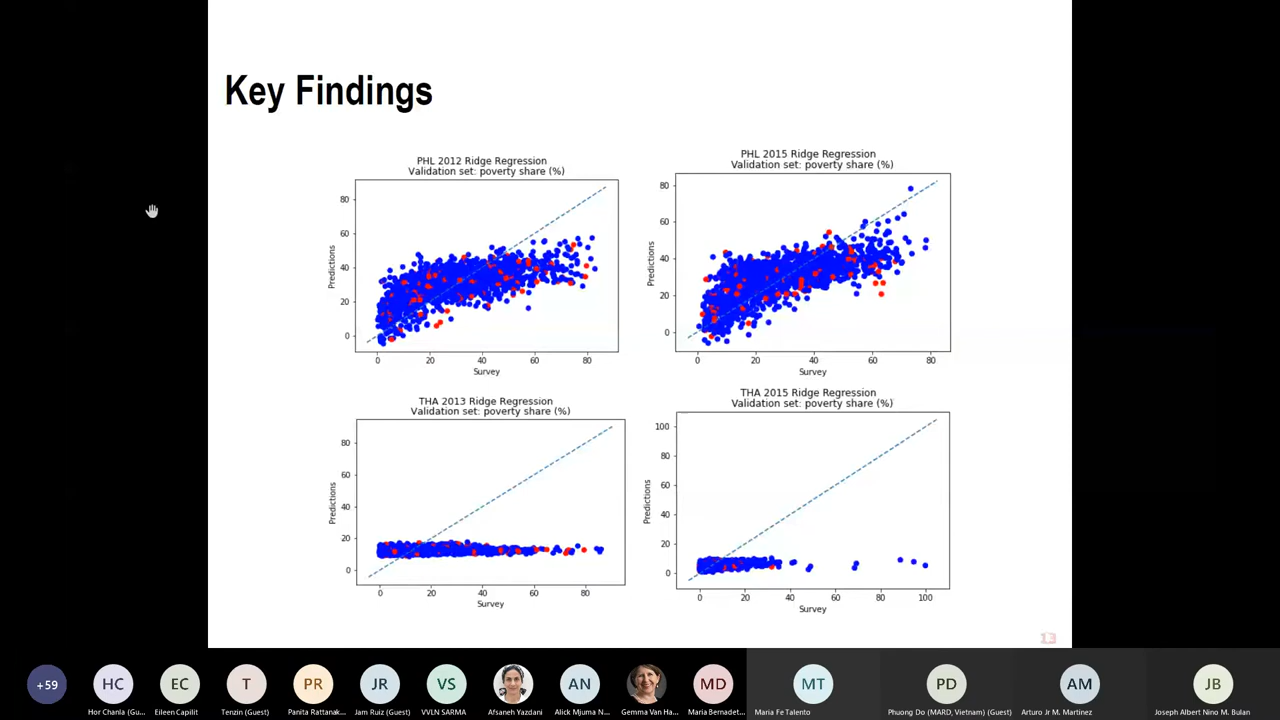 Key Findings
PHL 2012 Ridge Regression
Validation set: poverty share (%)
80
60
40
20
0
Predictions
0 20 40 60 80
Survey
PHL 2015 Ridge Regression
Validation set: poverty share (%)
80
60
40
20
0
Predictions
0 20 40 60 80
Survey
THA 2013 Ridge Regression
Validation set: poverty share (%)
80
60
40
20
0
Predictions
0 20 40 60 80
Survey
THA 2015 Ridge Regression
Validation set: poverty share (%)
100
80
60
40
20
0
Predictions
0 20 40 60 80 100
Survey
13
+59 HC EC T PR JR VS AN MD MT PD AM JB
Hor Chanla (Gu... Eileen Capilit Tenzin (Guest) Panita Rattanak... Jam Ruiz (Guest) VVLN SARMA Afsaneh Yazdani Alick Mjuma N... Gemma Van Ha... Maria Bernadet... Maria Fe Talento Phuong Do (MARD, Vietnam) (Guest) Arturo Jr M. Martinez Joseph Albert Nino M. Bulan